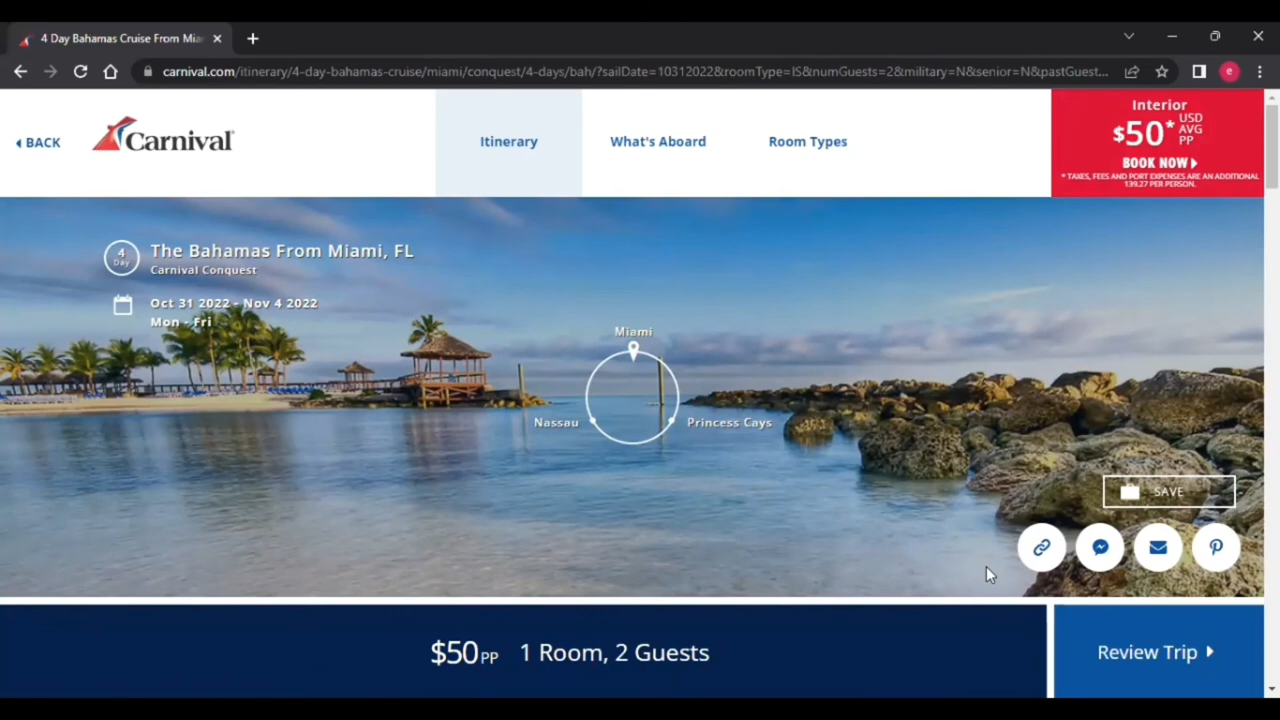 4 Day Bahamas Cruise From Mia
carnival.com/itinerary/4-day-bahamas-cruise/miami/conquest/4-days/bah/?sailDate=10312022&roomType=IS&numGuests=2&military=N&senior=N&pastGuest...
e
BACK
Carnival
Itinerary
What's Aboard
Room Types
Interior
$50* USD AVG PP
BOOK NOW
* TAXES, FEES AND PORT EXPENSES ARE AN ADDITIONAL
139.27 PER PERSON.
4 Day
The Bahamas From Miami, FL
Carnival Conquest
Oct 31 2022 - Nov 4 2022
Mon - Fri
Miami
Nassau
Princess Cays
SAVE
$50PP 1 Room, 2 Guests
Review Trip